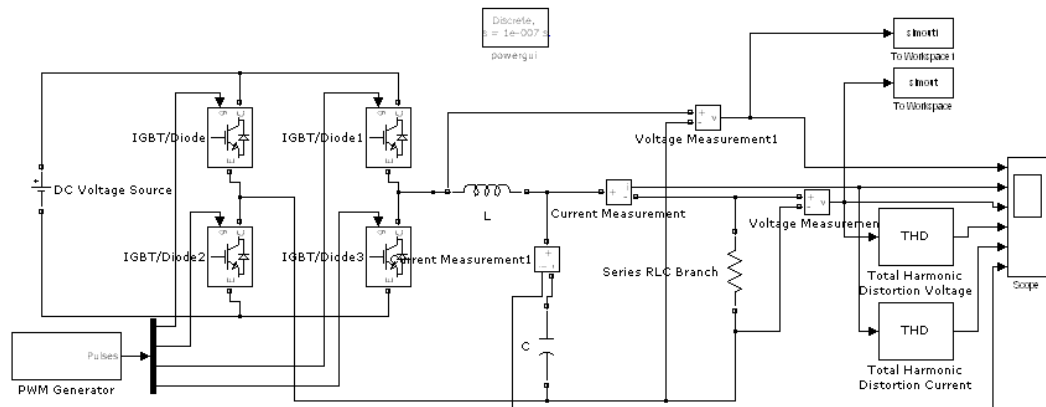 Discrete,
s = 1e-007 s.
powergui
simout1
To Workspace1
simout
To Workspace
g C
E
IGBT/Diode
g C
E
IGBT/Diode1
+ - v
Voltage Measurement1
DC Voltage Source
L
+ - i
Current Measurement
+ - v
Voltage Measuremen
g C
E
IGBT/Diode2
g C
E
IGBT/Diode3
urrent Measurement1
THD
Total Harmonic
Distortion Voltage
Series RLC Branch
Scope
C
THD
Total Harmonic
Distortion Current
Pulses
PWM Generator